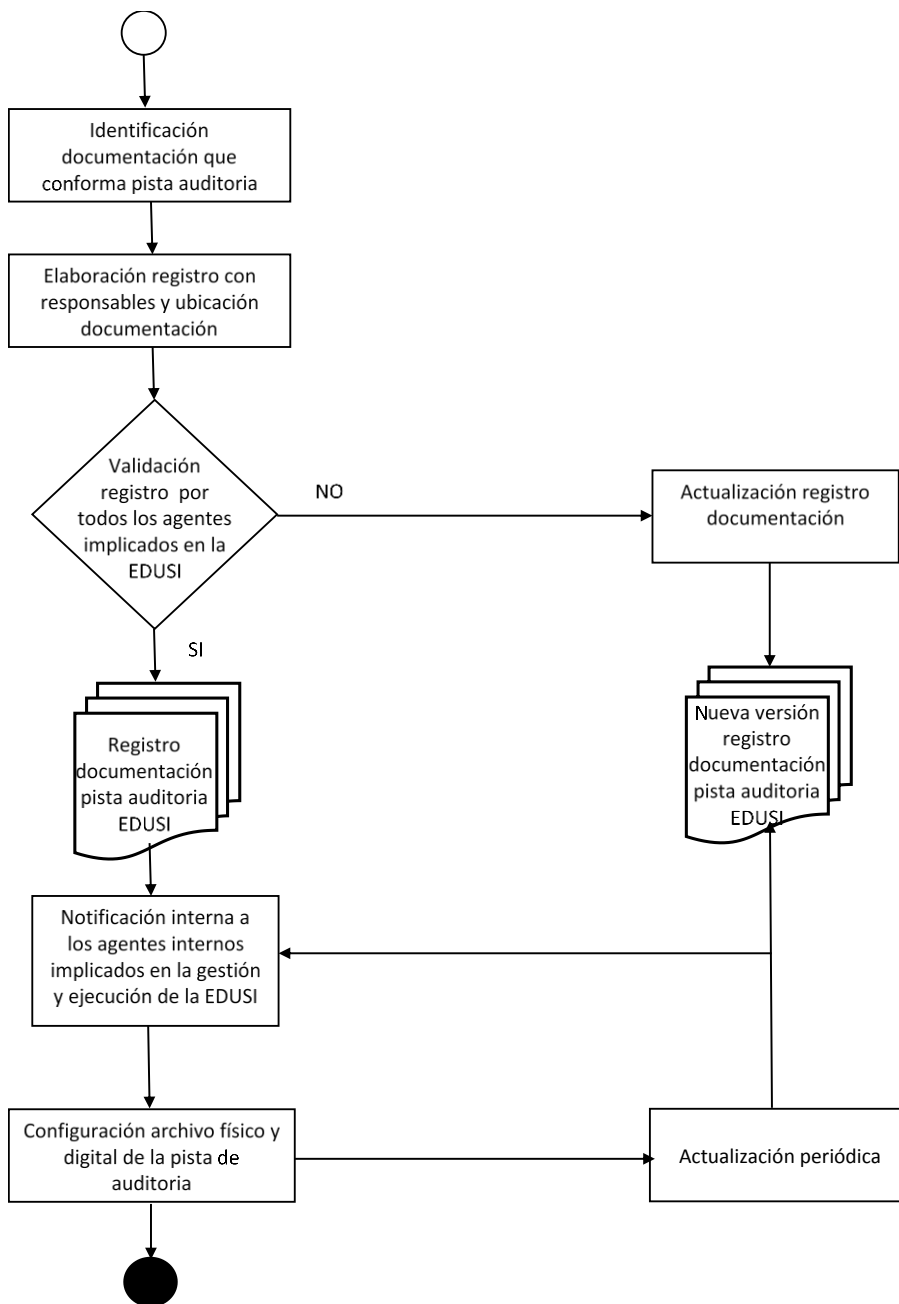 Identificación
documentación que
conforma pista auditoria
Elaboración registro con
responsables y ubicación
documentación
Validación
registro por
todos los agentes
implicados en la
EDUSI
NO
Actualización registro
documentación
SI
Registro
documentación
pista auditoria
EDUSI
Nueva versión
registro
documentación
pista auditoria
EDUSI
Notificación interna a
los agentes internos
implicados en la gestión
y ejecución de la EDUSI
Configuración archivo físico y
digital de la pista de
auditoria
Actualización periódica